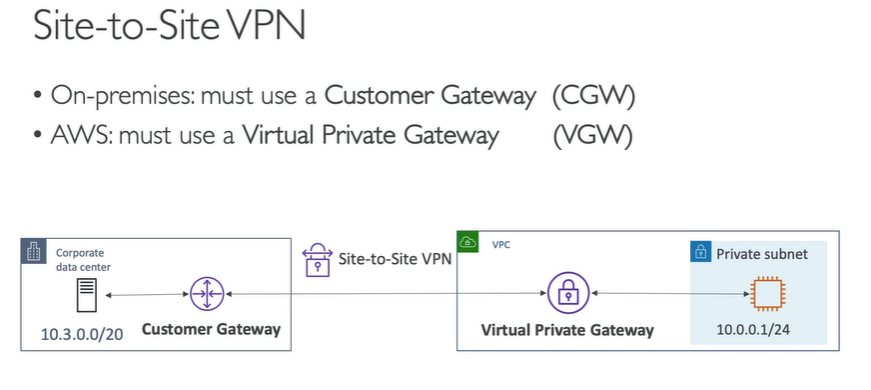 Site-to-Site VPN
• On-premises: must use a Customer Gateway (CGW)
• AWS: must use a Virtual Private Gateway (VGW)
Corporate
data center
10.3.0.0/20
Customer Gateway
Site-to-Site VPN
VPC
Virtual Private Gateway
Private subnet
10.0.0.1/24